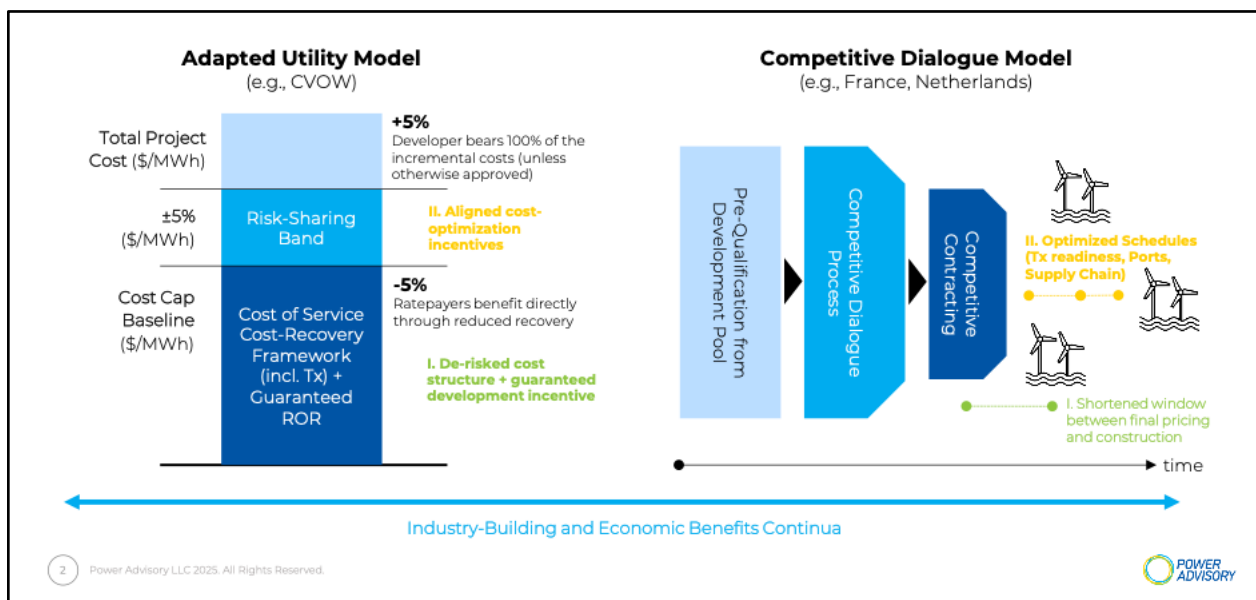 Adapted Utility Model
(e.g., CVOW)
Total Project
Cost ($/MWh)
+5%
Developer bears 100% of the
incremental costs (unless
otherwise approved)
±5%
($/MWh)
Risk-Sharing
Band
II. Aligned cost-
optimization
incentives
Cost Cap
Baseline
($/MWh)
Cost of Service
Cost-Recovery
Framework
(incl. Tx) +
Guaranteed
ROR
-5%
Ratepayers benefit directly
through reduced recovery
I. De-risked cost
structure + guaranteed
development incentive
Competitive Dialogue Model
(e.g., France, Netherlands)
Pre-Qualification from
Development Pool
Competitive Dialogue
Process
Competitive
Contracting
II. Optimized Schedules
(Tx readiness, Ports,
Supply Chain)
I. Shortened window
between final pricing
and construction
time
Industry-Building and Economic Benefits Continua
2
Power Advisory LLC 2025. All Rights Reserved.
POWER
ADVISORY